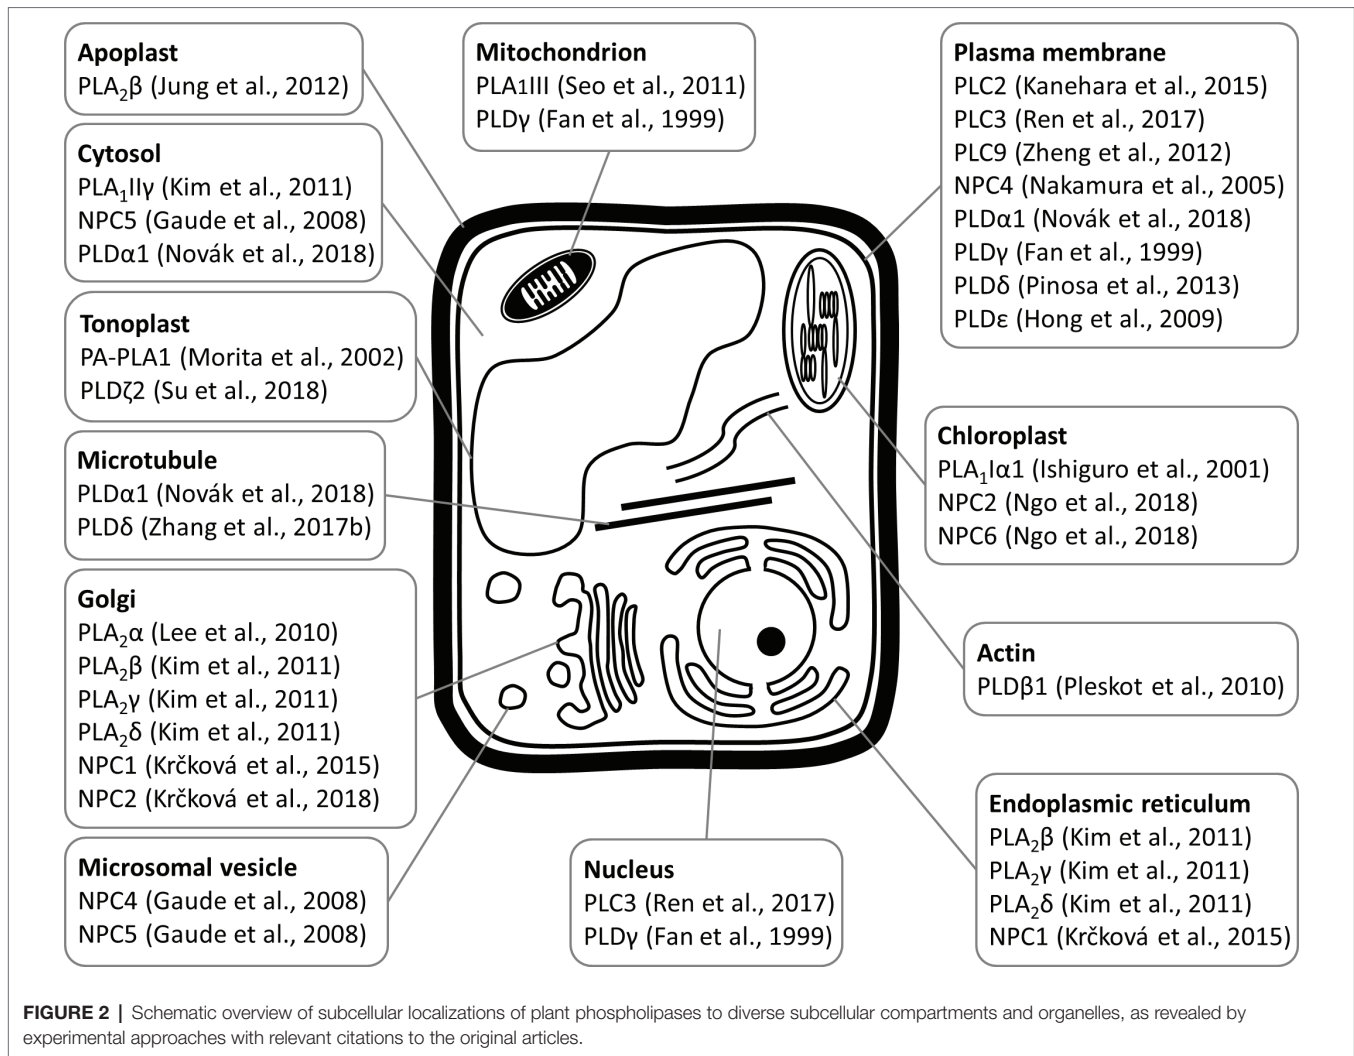 Apoplast
PLA₂β (Jung et al., 2012)
Cytosol
PLA₁IIγ (Kim et al., 2011)
NPC5 (Gaude et al., 2008)
PLDα1 (Novák et al., 2018)
Tonoplast
PA-PLA1 (Morita et al., 2002)
PLDζ2 (Su et al., 2018)
Microtubule
PLDα1 (Novák et al., 2018)
PLDδ (Zhang et al., 2017b)
Golgi
PLA₂α (Lee et al., 2010)
PLA₂β (Kim et al., 2011)
PLA₂γ (Kim et al., 2011)
PLA₂δ (Kim et al., 2011)
NPC1 (Krčková et al., 2015)
NPC2 (Krčková et al., 2018)
Microsomal vesicle
NPC4 (Gaude et al., 2008)
NPC5 (Gaude et al., 2008)
Mitochondrion
PLA1III (Seo et al., 2011)
PLDγ (Fan et al., 1999)
Nucleus
PLC3 (Ren et al., 2017)
PLDγ (Fan et al., 1999)
Plasma membrane
PLC2 (Kanehara et al., 2015)
PLC3 (Ren et al., 2017)
PLC9 (Zheng et al., 2012)
NPC4 (Nakamura et al., 2005)
PLDα1 (Novák et al., 2018)
PLDγ (Fan et al., 1999)
PLDδ (Pinosa et al., 2013)
PLDε (Hong et al., 2009)
Chloroplast
PLA₁Iα1 (Ishiguro et al., 2001)
NPC2 (Ngo et al., 2018)
NPC6 (Ngo et al., 2018)
Actin
PLDβ1 (Pleskot et al., 2010)
Endoplasmic reticulum
PLA₂β (Kim et al., 2011)
PLA₂γ (Kim et al., 2011)
PLA₂δ (Kim et al., 2011)
NPC1 (Krčková et al., 2015)
FIGURE 2 | Schematic overview of subcellular localizations of plant phospholipases to diverse subcellular compartments and organelles, as revealed by
experimental approaches with relevant citations to the original articles.